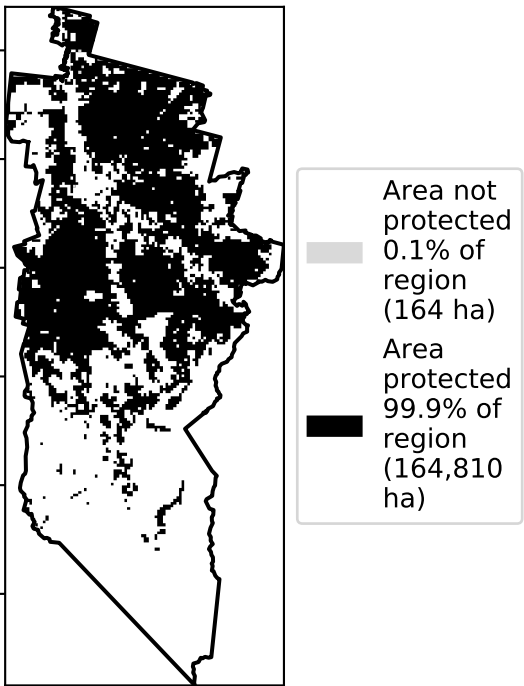 Area not
protected
0.1% of
region
(164 ha)
Area
protected
99.9% of
region
(164,810
ha)